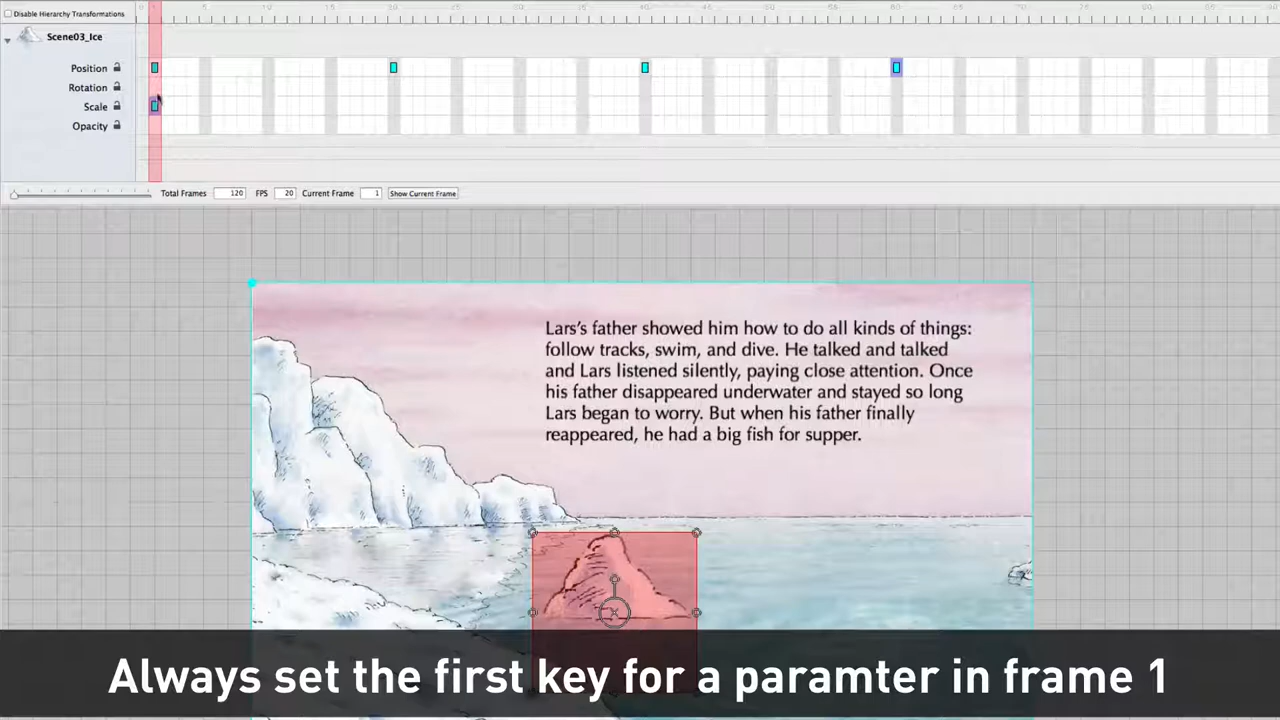 Disable Hierarchy Transformations
Scene03_Ice
Position
Rotation
Scale
Opacity
Total Frames 120 FPS 20 Current Frame 1 Show Current Frame
Lars's father showed him how to do all kinds of things:
follow tracks, swim, and dive. He talked and talked
and Lars listened silently, paying close attention. Once
his father disappeared underwater and stayed so long
Lars began to worry. But when his father finally
reappeared, he had a big fish for supper.
Always set the first key for a paramter in frame 1